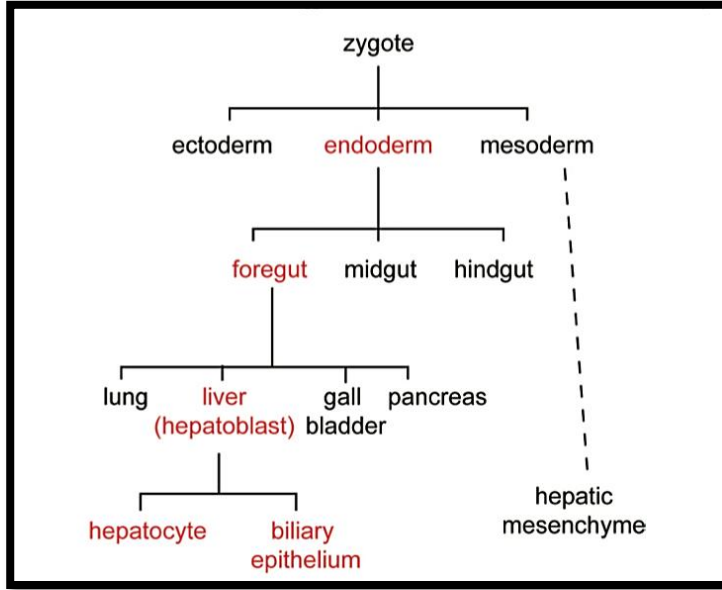 zygote
ectoderm endoderm mesoderm
foregut midgut hindgut
lung liver gall pancreas
(hepatoblast) bladder
hepatic
mesenchyme
hepatocyte biliary
epithelium